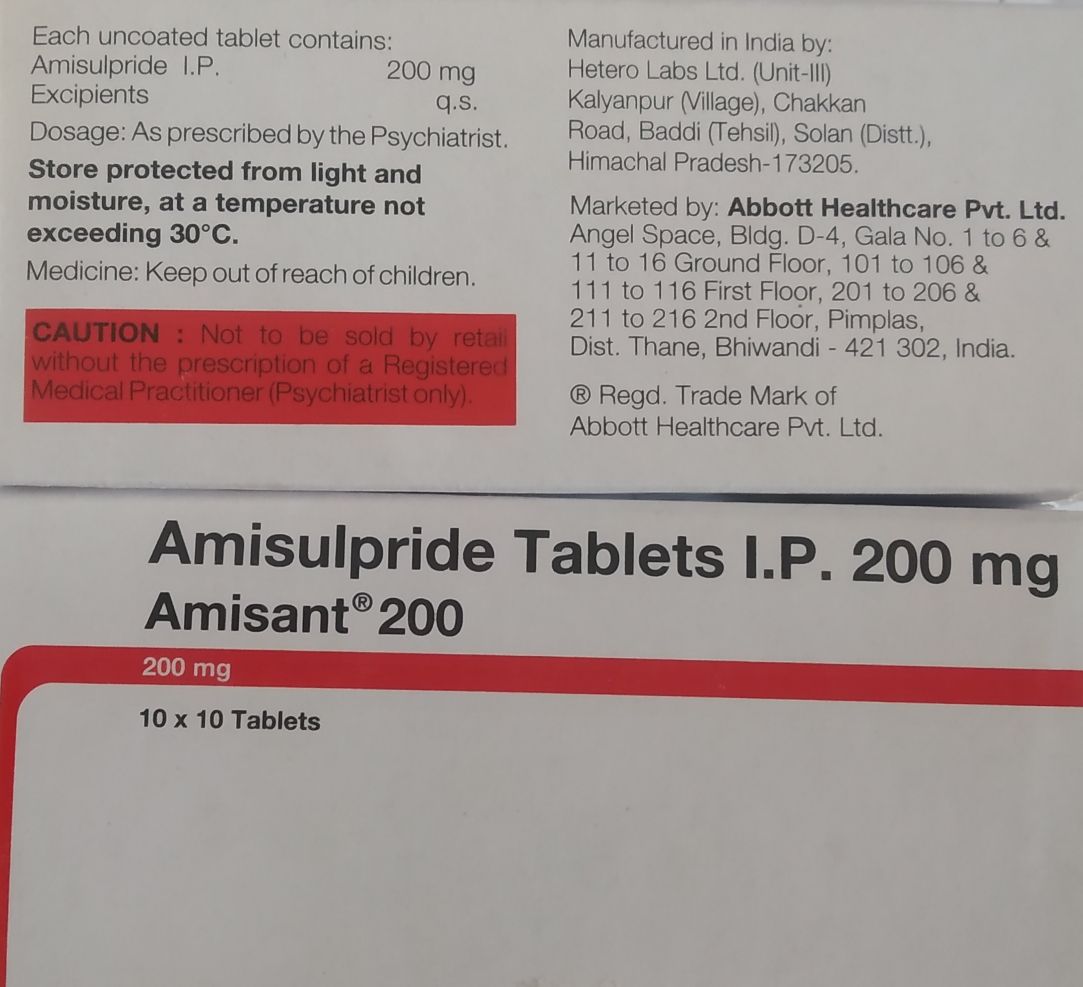 Each uncoated tablet contains:
Amisulpride I.P. 200 mg
Excipients q.s.
Dosage: As prescribed by the Psychiatrist.
Store protected from light and
moisture, at a temperature not
exceeding 30°C.
Medicine: Keep out of reach of children.
CAUTION : Not to be sold by retail
without the prescription of a Registered
Medical Practitioner (Psychiatrist only).
Manufactured in India by:
Hetero Labs Ltd. (Unit-III)
Kalyanpur (Village), Chakkan
Road, Baddi (Tehsil), Solan (Distt.),
Himachal Pradesh-173205.
Marketed by: Abbott Healthcare Pvt. Ltd.
Angel Space, Bldg. D-4, Gala No. 1 to 6 &
11 to 16 Ground Floor, 101 to 106 &
111 to 116 First Floor, 201 to 206 &
211 to 216 2nd Floor, Pimplas,
Dist. Thane, Bhiwandi - 421 302, India.
® Regd. Trade Mark of
Abbott Healthcare Pvt. Ltd.
Amisulpride Tablets I.P. 200 mg
Amisant® 200
200 mg
10 x 10 Tablets